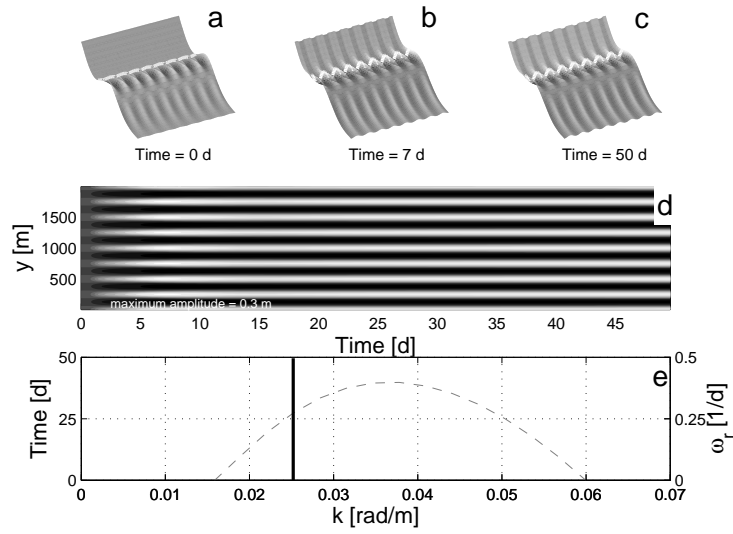 a
b
c
Time = 0 d
Time = 7 d
Time = 50 d
d
y [m]
1500
1000
500
maximum amplitude = 0.3 m
0 5 10 15 20 25 30 35 40 45
Time [d]
e
Time [d]
50
25
0
0.5
0.25
0
ωr [1/d]
0 0.01 0.02 0.03 0.04 0.05 0.06 0.07
k [rad/m]